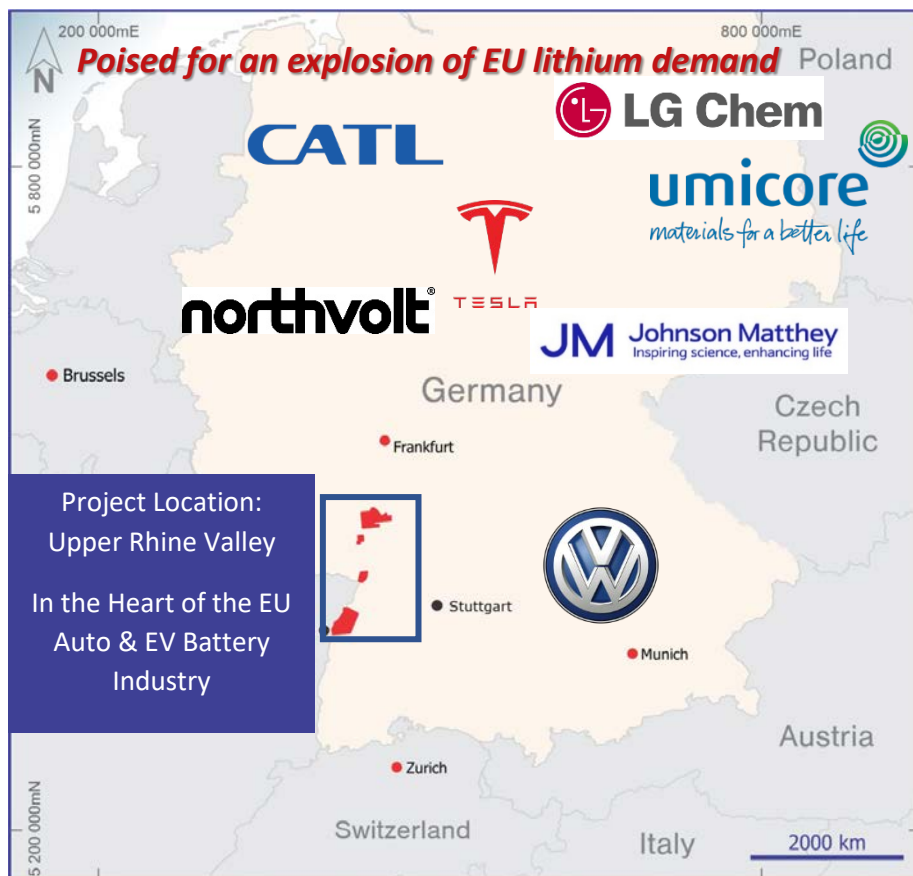 200 000mE
800 000mE
Poised for an explosion of EU lithium demand
Poland
N
LG Chem
CATL
5 800 000mN
umicore
materials for a better life
northvolt®
TESLA
JM Johnson Matthey
Inspiring science, enhancing life
Brussels
Germany
Czech
Republic
Frankfurt
Project Location:
Upper Rhine Valley
In the Heart of the EU
Auto & EV Battery
Industry
VW
Stuttgart
Munich
Austria
Zurich
5 200 000mN
Switzerland
Italy
2000 km